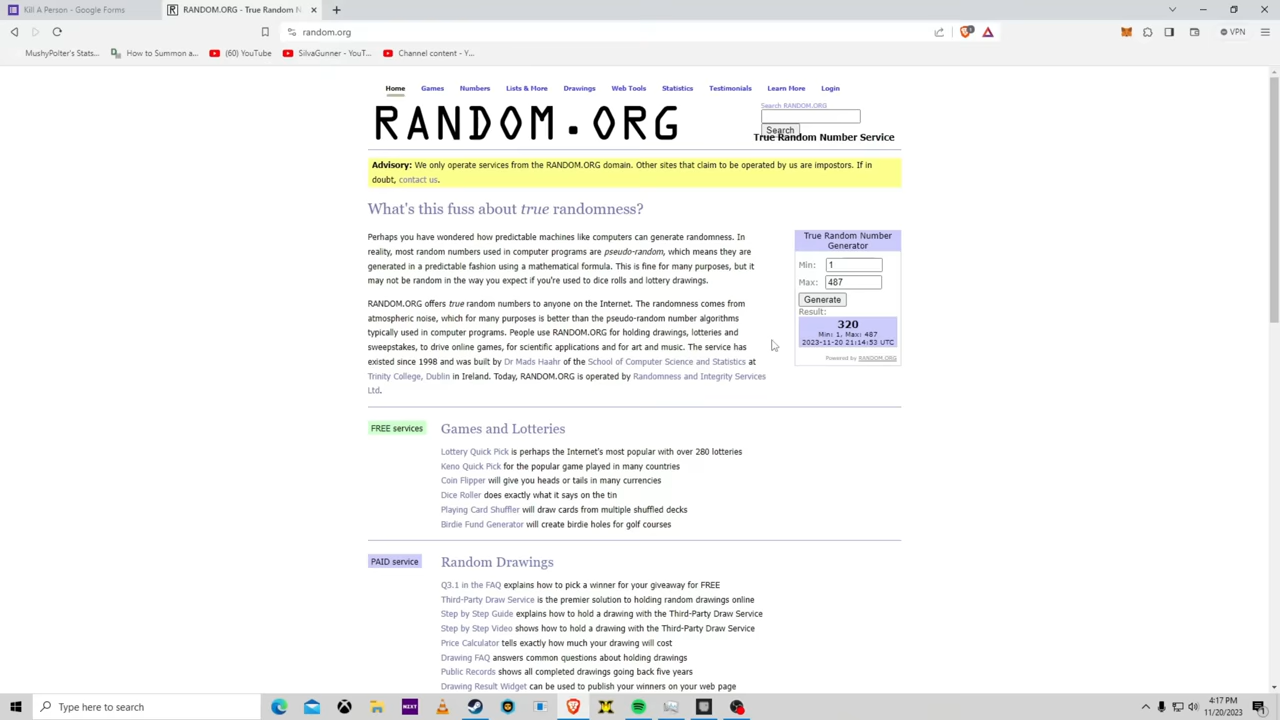 Kill A Person - Google Forms
RANDOM.ORG - True Random Num
random.org
VPN
MushyPolter's Stats...
How to Summon a...
(60) YouTube
SilvaGunner - YouT...
Channel content - Y...
Home Games Numbers Lists & More Drawings Web Tools Statistics Testimonials Learn More Login
RANDOM.ORG
Search RANDOM.ORG
Search
True Random Number Service
Advisory: We only operate services from the RANDOM.ORG domain. Other sites that claim to be operated by us are impostors. If in
doubt, contact us.
What's this fuss about true randomness?
Perhaps you have wondered how predictable machines like computers can generate randomness. In
reality, most random numbers used in computer programs are pseudo-random, which means they are
generated in a predictable fashion using a mathematical formula. This is fine for many purposes, but it
may not be random in the way you expect if you're used to dice rolls and lottery drawings.
RANDOM.ORG offers true random numbers to anyone on the Internet. The randomness comes from
atmospheric noise, which for many purposes is better than the pseudo-random number algorithms
typically used in computer programs. People use RANDOM.ORG for holding drawings, lotteries and
sweepstakes, to drive online games, for scientific applications and for art and music. The service has
existed since 1998 and was built by Dr Mads Haahr of the School of Computer Science and Statistics at
Trinity College, Dublin in Ireland. Today, RANDOM.ORG is operated by Randomness and Integrity Services
Ltd.
True Random Number
Generator
Min: 1
Max: 487
Generate
Result:
320
Min: 1, Max: 487
2023-11-20 21:14:53 UTC
Powered by RANDOM.ORG
FREE services
Games and Lotteries
Lottery Quick Pick is perhaps the Internet's most popular with over 280 lotteries
Keno Quick Pick for the popular game played in many countries
Coin Flipper will give you heads or tails in many currencies
Dice Roller does exactly what it says on the tin
Playing Card Shuffler will draw cards from multiple shuffled decks
Birdie Fund Generator will create birdie holes for golf courses
PAID service
Random Drawings
Q3.1 in the FAQ explains how to pick a winner for your giveaway for FREE
Third-Party Draw Service is the premier solution to holding random drawings online
Step by Step Guide explains how to hold a drawing with the Third-Party Draw Service
Step by Step Video shows how to hold a drawing with the Third-Party Draw Service
Price Calculator tells exactly how much your drawing will cost
Drawing FAQ answers common questions about holding drawings
Public Records shows all completed drawings going back five years
Drawing Result Widget can be used to publish your winners on your web page
Type here to search
4:17 PM
11/20/2023